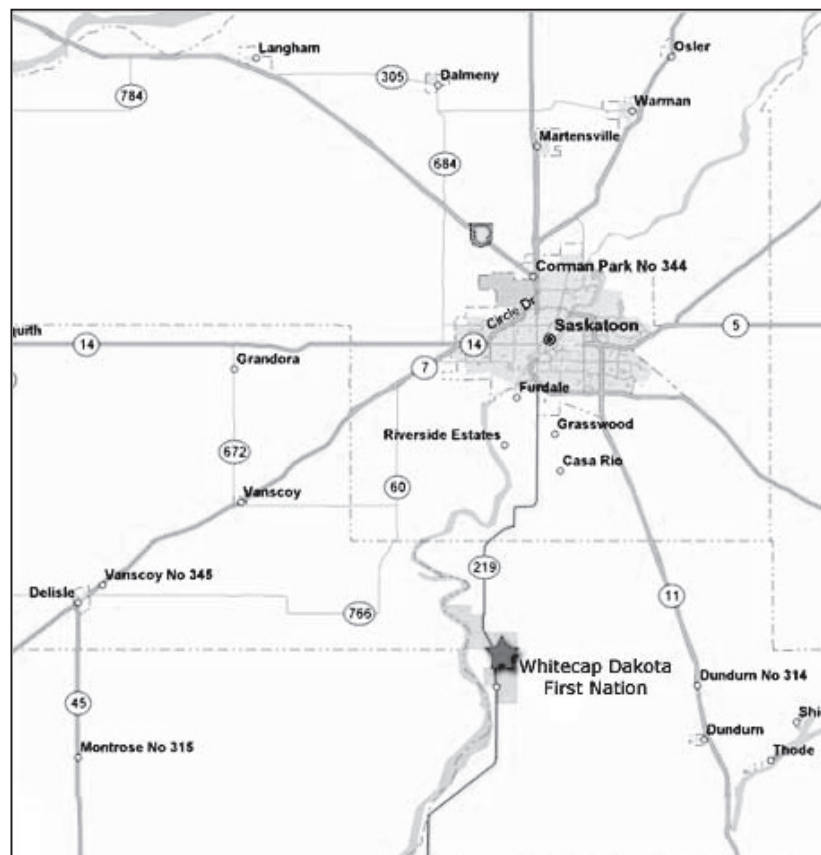 Langham
Osler
305
Dalmeny
784
Warman
Martensville
684
Corman Park No 344
Circle Dr
Saskatoon
5
14
14
Grandora
7
Furdale
Riverside Estates
Grasswood
672
Casa Rio
60
Vanscoy
219
Vanscoy No 345
Delisle
11
766
Whitecap Dakota
First Nation
Dundurn No 314
45
Dundurn
Montrose No 315
Thode